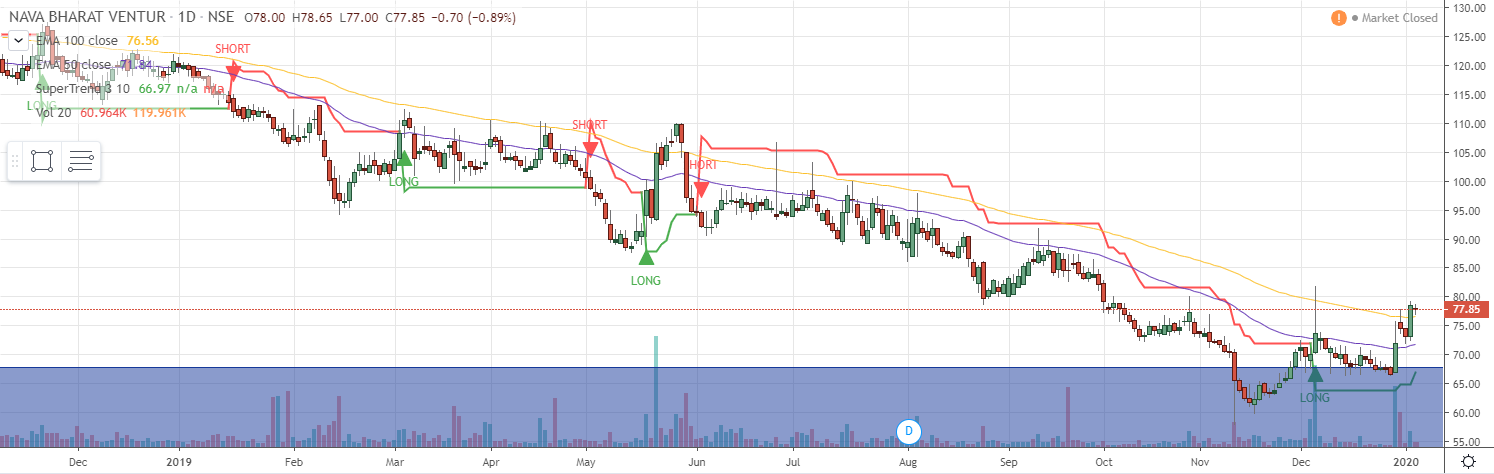 NAVA BHARAT VENTUR · 1D · NSE O78.00 H78.65 L77.00 C77.85 −0.70 (−0.89%)
! Market Closed
EMA 100 close 76.56
EMA 50 close 71.84
SuperTrend 3 10 66.97 n/a n/a
Vol 20 60.964K 119.961K
SHORT
LONG
LONG
SHORT
LONG
HORT
LONG
D
130.00
125.00
120.00
115.00
110.00
105.00
100.00
95.00
90.00
85.00
80.00
77.85
75.00
70.00
65.00
60.00
55.00
Dec 2019 Feb Mar Apr May Jun Jul Aug Sep Oct Nov Dec 2020